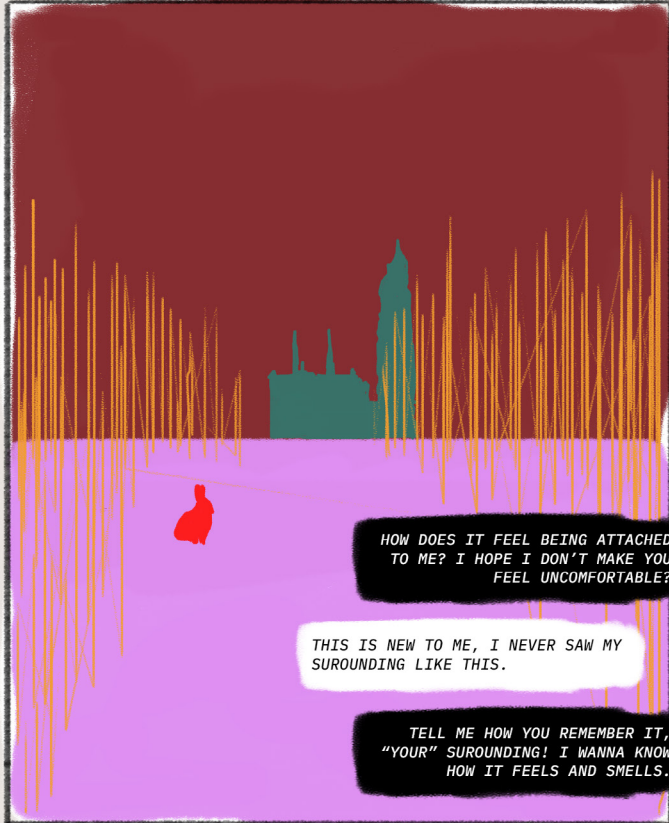 HOW DOES IT FEEL BEING ATTACHED
TO ME? I HOPE I DON'T MAKE YOU
FEEL UNCOMFORTABLE?
THIS IS NEW TO ME, I NEVER SAW MY
SUROUNDING LIKE THIS.
TELL ME HOW YOU REMEMBER IT,
“YOUR” SUROUNDING! I WANNA KNOW
HOW IT FEELS AND SMELLS.